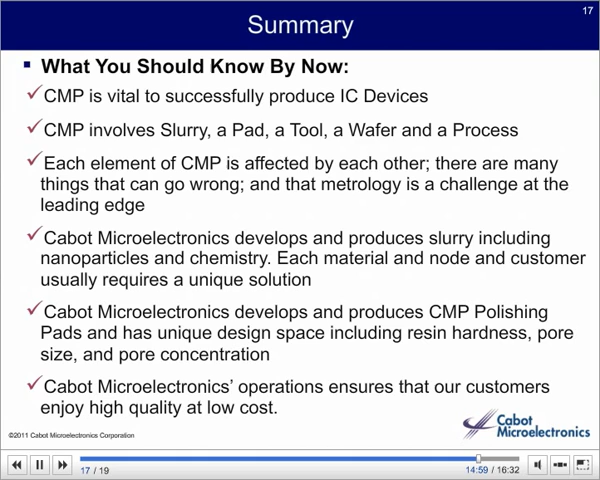 17
Summary
What You Should Know By Now:
CMP is vital to successfully produce IC Devices
CMP involves Slurry, a Pad, a Tool, a Wafer and a Process
Each element of CMP is affected by each other; there are many
things that can go wrong; and that metrology is a challenge at the
leading edge
Cabot Microelectronics develops and produces slurry including
nanoparticles and chemistry. Each material and node and customer
usually requires a unique solution
Cabot Microelectronics develops and produces CMP Polishing
Pads and has unique design space including resin hardness, pore
size, and pore concentration
Cabot Microelectronics’ operations ensures that our customers
enjoy high quality at low cost.
©2011 Cabot Microelectronics Corporation
Cabot
Microelectronics
17 / 19
14:59 / 16:32